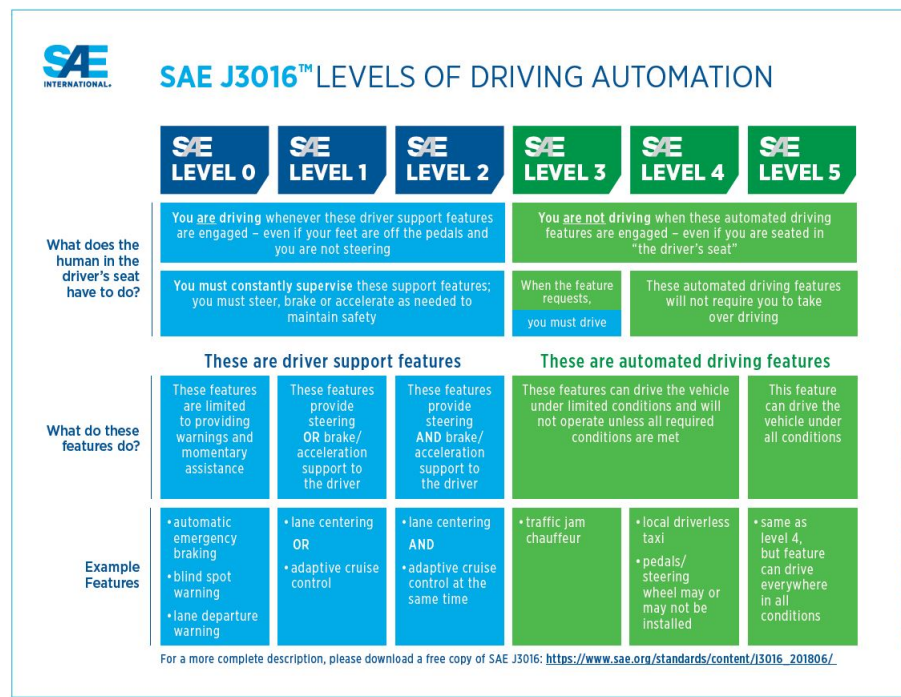 SAE
INTERNATIONAL®
SAE J3016™ LEVELS OF DRIVING AUTOMATION
SAE
LEVEL 0
SAE
LEVEL 1
SAE
LEVEL 2
SAE
LEVEL 3
SAE
LEVEL 4
SAE
LEVEL 5
What does the
human in the
driver's seat
have to do?
You are driving whenever these driver support features
are engaged – even if your feet are off the pedals and
you are not steering
You are not driving when these automated driving
features are engaged – even if you are seated in
“the driver's seat”
You must constantly supervise these support features;
you must steer, brake or accelerate as needed to
maintain safety
When the feature
requests,
you must drive
These automated driving features
will not require you to take
over driving
These are driver support features
These are automated driving features
What do these
features do?
These features
are limited
to providing
warnings and
momentary
assistance
These features
provide
steering
OR brake/
acceleration
support to
the driver
These features
provide
steering
AND brake/
acceleration
support to
the driver
These features can drive the vehicle
under limited conditions and will
not operate unless all required
conditions are met
This feature
can drive the
vehicle under
all conditions
Example
Features
• automatic
emergency
braking
• blind spot
warning
• lane departure
warning
• lane centering
OR
• adaptive cruise
control
• lane centering
AND
• adaptive cruise
control at the
same time
• traffic jam
chauffeur
• local driverless
taxi
• pedals/
steering
wheel may or
may not be
installed
• same as
level 4,
but feature
can drive
everywhere
in all
conditions
For a more complete description, please download a free copy of SAE J3016: https://www.sae.org/standards/content/j3016_201806/